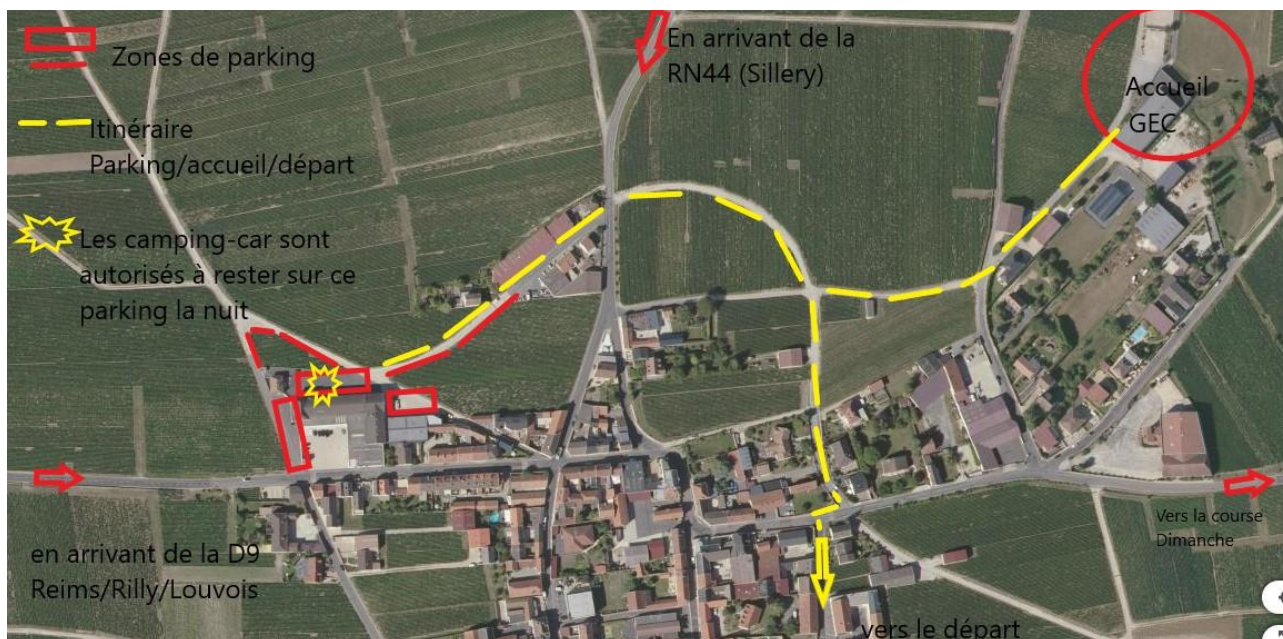 Zones de parking
Itinéraire
Parking/accueil/départ
Les camping-car sont
autorisés à rester sur ce
parking la nuit
En arrivant de la
RN44 (Sillery)
Accueil
GEC
en arrivant de la D9
Reims/Rilly/Louvois
Vers la course
Dimanche
vers le départ